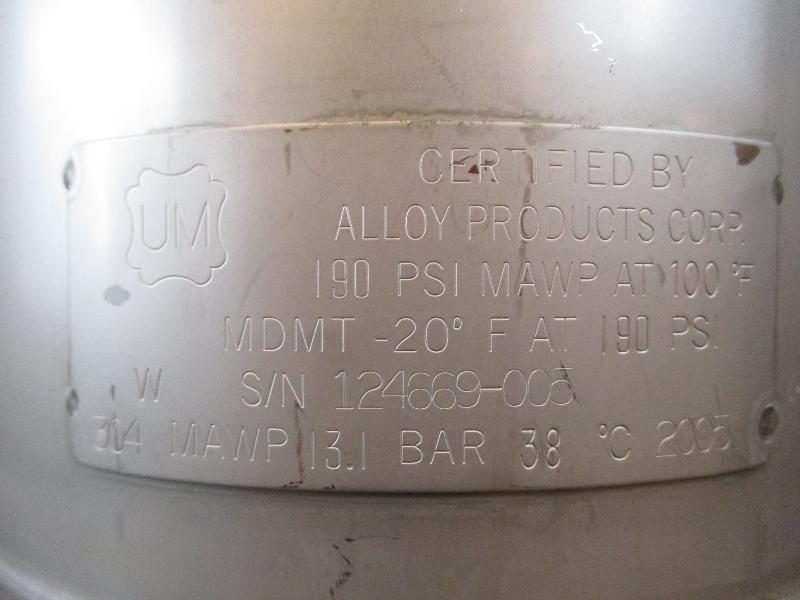 UM
CERTIFIED BY
ALLOY PRODUCTS CORP.
190 PSI MAWP AT 100 °F
MDMT -20° F AT 190 PSI
W S/N 124669-005
304 MAWP 13.1 BAR 38 °C 2005